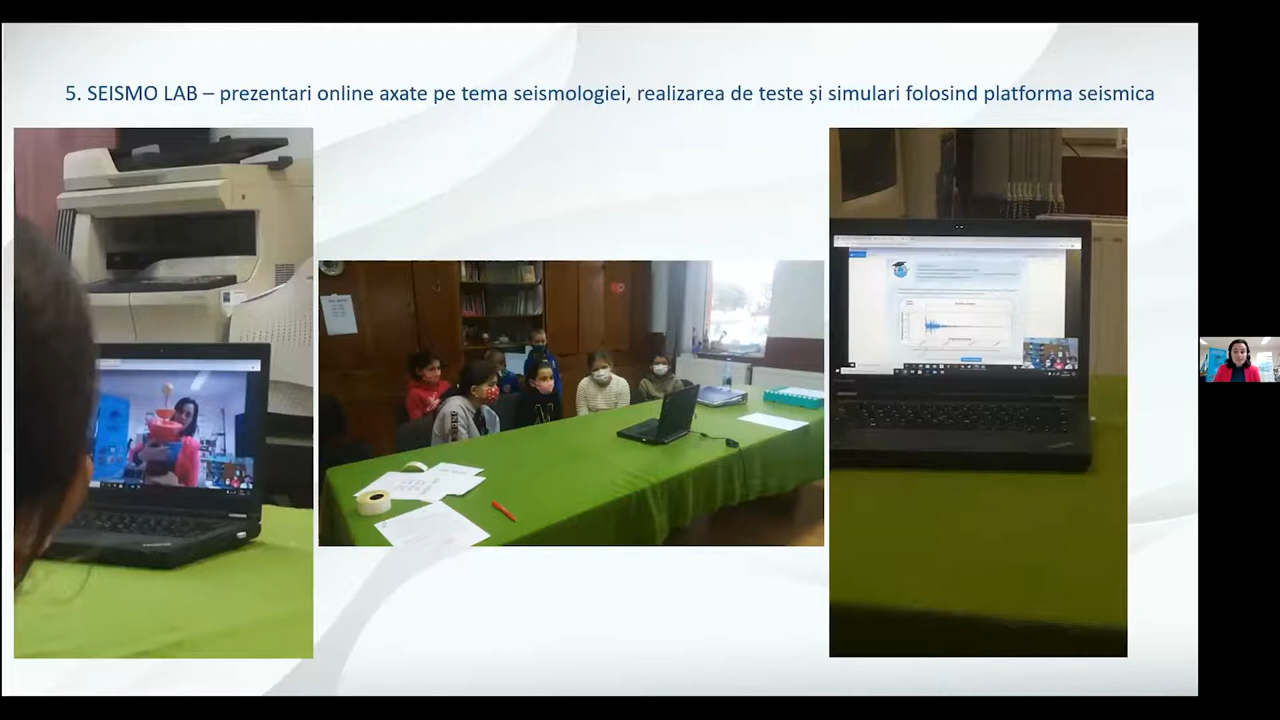 5. SEISMO LAB – prezentari online axate pe tema seismologiei, realizarea de teste și simulari folosind platforma seismica